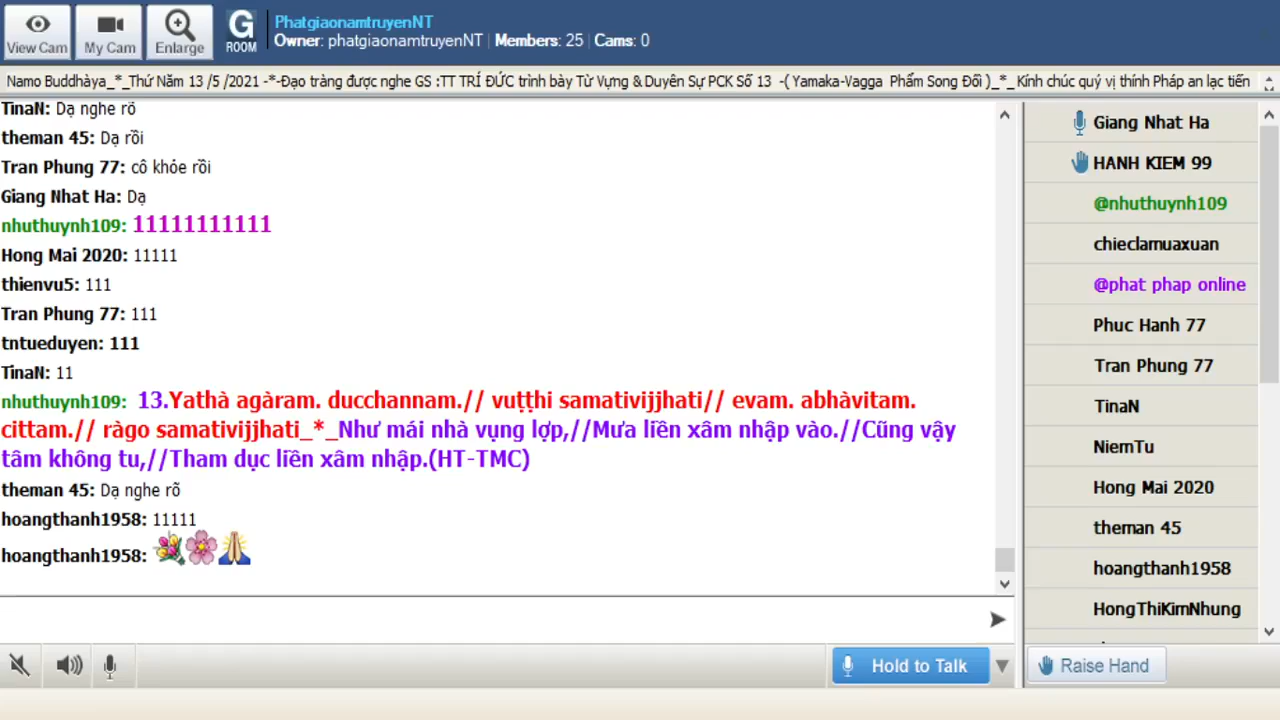 View Cam
My Cam
Enlarge
G
ROOM
PhatgiaonamtruyenNT
Owner: phatgiaonamtruyenNT | Members: 25 | Cams: 0
Namo Buddhàya_*_Thứ Năm 13 /5 /2021 -*-Đạo tràng được nghe GS :TT TRÍ ĐỨC trình bày Từ Vựng & Duyên Sự PCK Số 13 -( Yamaka-Vagga Phẩm Song Đối )_*_ Kính chúc quý vị thính Pháp an lạc tiến
TinaN: Dạ nghe rõ
theman 45: Dạ rồi
Tran Phung 77: cô khỏe rồi
Giang Nhat Ha: Dạ
nhuthuynh109: 11111111111
Hong Mai 2020: 11111
thienvu5: 111
Tran Phung 77: 111
tntueduyen: 111
TinaN: 11
nhuthuynh109: 13.Yathà agàram. ducchannam.// vuṭṭhi samativijjhati// evam. abhàvitam.
cittam.// ràgo samativijjhati_*_Như mái nhà vụng lợp,//Mưa liền xâm nhập vào.//Cũng vậy
tâm không tu,//Tham dục liền xâm nhập.(HT-TMC)
theman 45: Dạ nghe rõ
hoangthanh1958: 11111
hoangthanh1958:
Giang Nhat Ha
HANH KIEM 99
@nhuthuynh109
chieclamuaxuan
@phat phap online
Phuc Hanh 77
Tran Phung 77
TinaN
NiemTu
Hong Mai 2020
theman 45
hoangthanh1958
HongThiKimNhung
Hold to Talk
Raise Hand